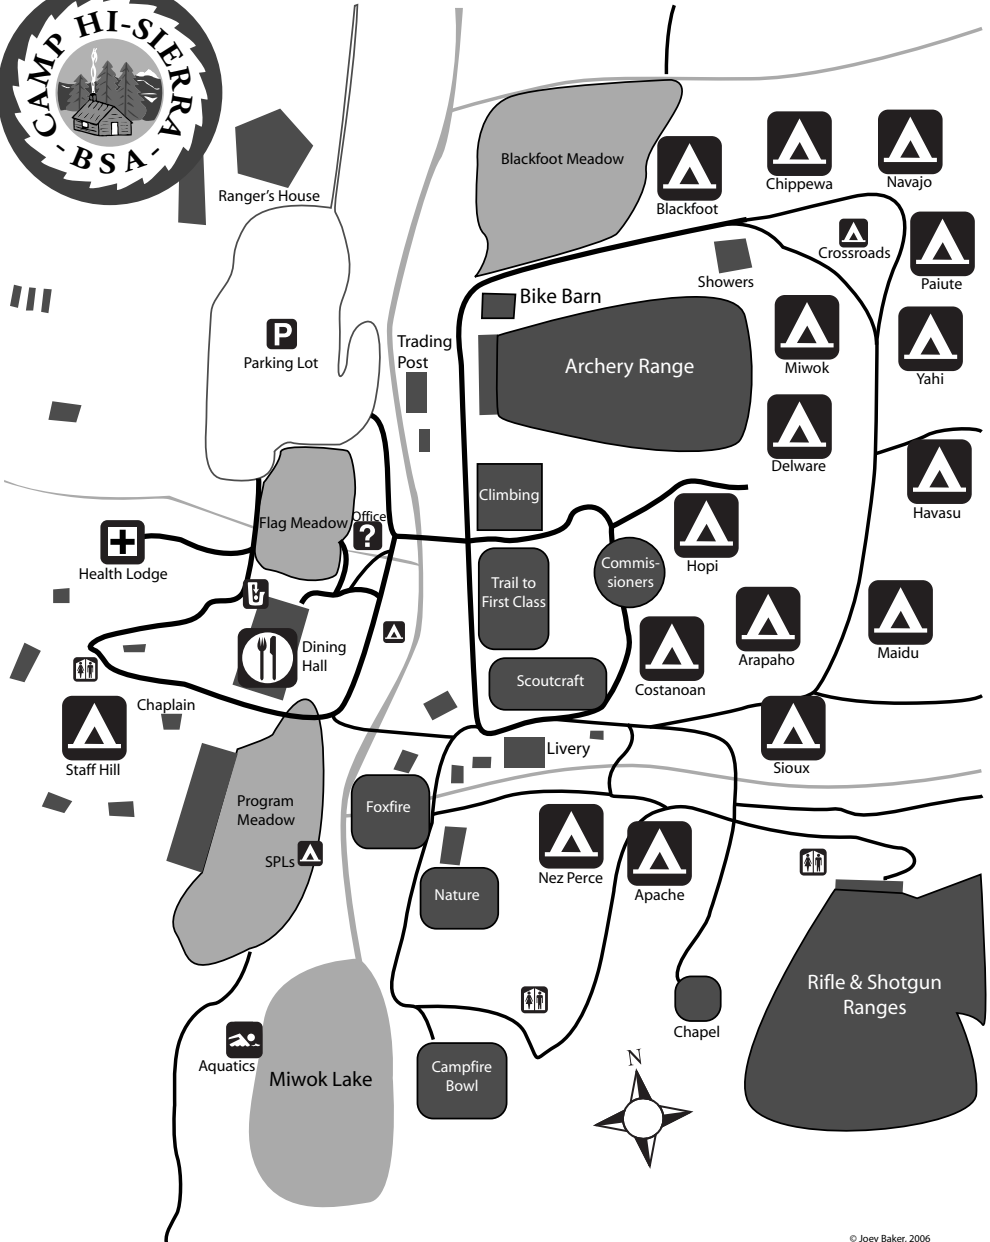 CAMP HI-SIERRA
-BSA-
Ranger's House
Blackfoot Meadow
Blackfoot
Chippewa
Navajo
Crossroads
Paiute
Showers
Bike Barn
P
Parking Lot
Trading
Post
Archery Range
Miwok
Yahi
Delware
Havasu
Climbing
Flag Meadow
Office
?
Hopi
Health Lodge
Commis-
sioners
Trail to
First Class
Dining
Hall
Arapaho
Maidu
Scoutcraft
Costanoan
Chaplain
Staff Hill
Livery
Sioux
Program
Meadow
Foxfire
SPLs
Nez Perce
Apache
Nature
Rifle & Shotgun
Ranges
Chapel
Aquatics
Miwok Lake
Campfire
Bowl
N
© Joey Baker, 2006